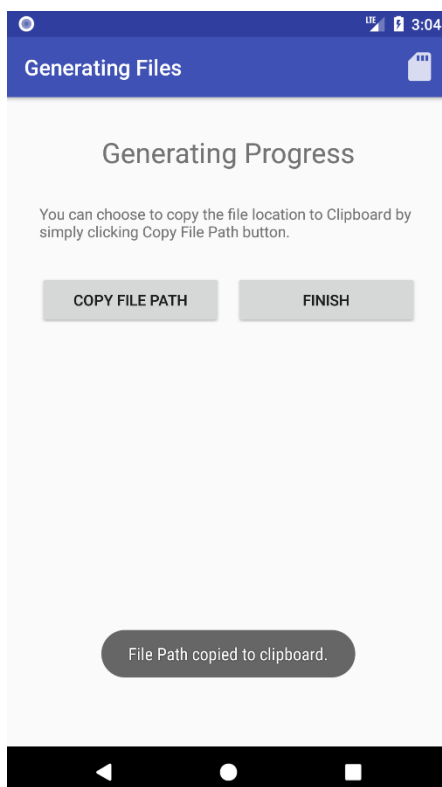 LTE 3:04
Generating Files
Generating Progress
You can choose to copy the file location to Clipboard by
simply clicking Copy File Path button.
COPY FILE PATH FINISH
File Path copied to clipboard.